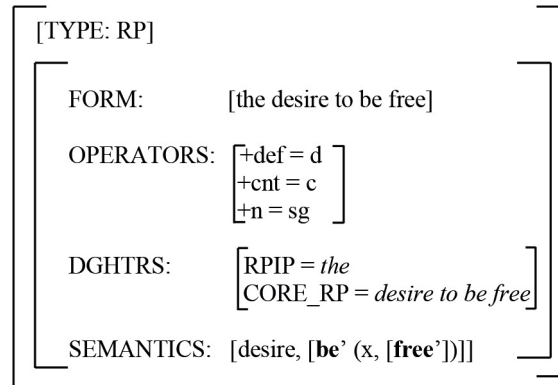 [TYPE: RP]
FORM: [the desire to be free]
OPERATORS: +def = d
+cnt = c
+n = sg
DGHTRS: RPIP = the
CORE_RP = desire to be free
SEMANTICS: [desire, [be’ (x, [free’])]]